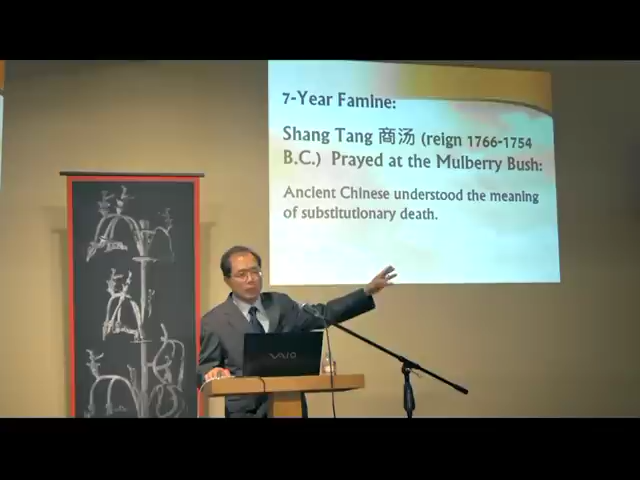 7-Year Famine:
Shang Tang 商汤 (reign 1766-1754
B.C.) Prayed at the Mulberry Bush:
Ancient Chinese understood the meaning
of substitutionary death.
VAIO